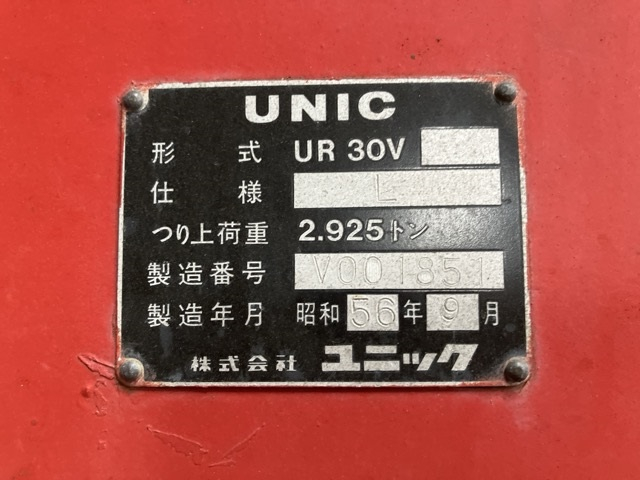 UNIC
形式 UR 30V
仕様 L
つり上荷重 2.925トン
製造番号 V001851
製造年月 昭和56年9月
株式会社 ユニック